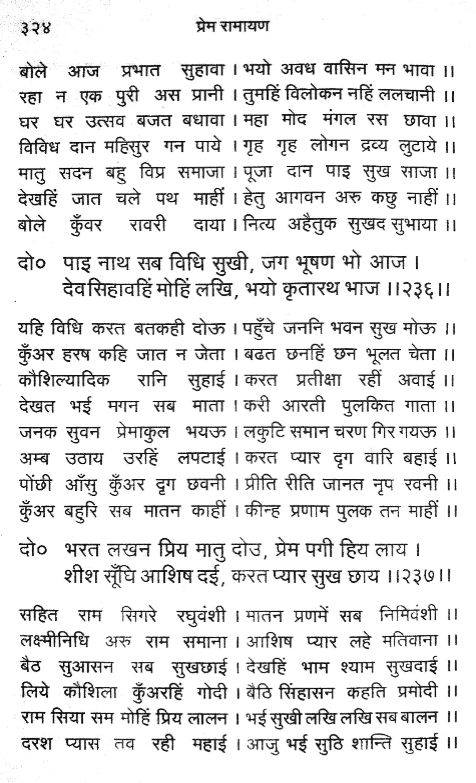 ३२४ प्रेम रामायण
बोले आज प्रभात सुहावा । भयो अवध वासिन मन भावा ।।
रहा न एक पुरी अस प्रानी । तुमहिं विलोकन नहिं ललचानी ।।
घर घर उत्सव बजत बधावा । महा मोद मंगल रस छावा ।।
विविध दान महिसुर गन पाये । गृह गृह लोगन द्रव्य लुटाये ।।
मातु सदन बहु विप्र समाजा । पूजा दान पाइ सुख साजा ।।
देखहिं जात चले पथ माहीं । हेतु आगवन अरु कछु नाहीं ।।
बोले कुँवर रावरी दाया । नित्य अहैतुक सुखद सुभाया ।।
दो० पाइ नाथ सब विधि सुखी, जग भूषण भो आज ।
देवसिहावहिं मोहिं लखि, भयो कृतारथ भाज ।।२३६।।
यहि विधि करत बतकही दोऊ । पहुँचे जननि भवन सुख मोऊ ।।
कुँअर हरष कहि जात न जेता । बढत छनहिं छन भूलत चेता ।।
कौशिल्यादिक रानि सुहाई । करत प्रतीक्षा रहीं अवाई ।।
देखत भई मगन सब माता । करी आरती पुलकित गाता ।।
जनक सुवन प्रेमाकुल भयऊ । लकुटि समान चरण गिर गयऊ ।।
अम्ब उठाय उरहिं लपटाई । करत प्यार दृग वारि बहाई ।।
पोंछी आँसु कुँअर दृग छवनी । प्रीति रीति जानत नृप रवनी ।।
कुँअर बहुरि सब मातन काहीं । कीन्ह प्रणाम पुलक तन माहीं ।।
दो० भरत लखन प्रिय मातु दोउ, प्रेम पगी हिय लाय ।
शीश सूँघि आशिष दई, करत प्यार सुख छाय ।।२३७।।
सहित राम सिगरे रघुवंशी । मातन प्रणमें सब निमिवंशी ।।
लक्ष्मीनिधि अरु राम समाना । आशिष प्यार लहे मतिवाना ।।
बैठ सुआसन सब सुखछाई । देखहिं भाम श्याम सुखदाई ।।
लिये कौशिला कुँअरहिं गोदी । बैठि सिंहासन कहति प्रमोदी ।।
राम सिया सम मोहिं प्रिय लालन । भई सुखी लखि लखि सब बालन ।।
दरश प्यास तव रही महाई । आजु भई सुठि शान्ति सुहाई ।।